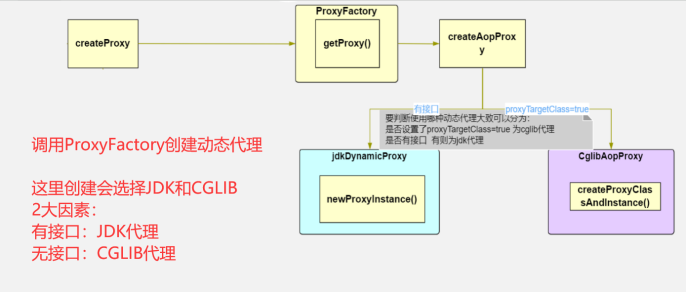 ProxyFactory
createProxy
getProxy()
createAopProx
y
有接口
proxyTargetClass=true
要判断使用哪种动态代理大致可以分为：
是否设置了proxyTargetClass=true 为cglib代理
是否有接口 有则为jdk代理
调用ProxyFactory创建动态代理
这里创建会选择JDK和CGLIB
2大因素：
有接口：JDK代理
无接口：CGLIB代理
jdkDynamicProxy
newProxyInstance()
CglibAopProxy
createProxyClas
sAndInstance()